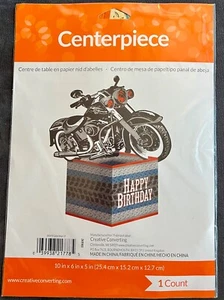 Centerpiece
Centre de table en papier nid d'abeilles
Centro de mesa de papel tipo panal de abeja
HAPPY
BIRTHDAY
Creative Converting
MADE IN CHINA FABRIQUÉ EN CHINE HECHO EN CHINA
10 in x 6 in x 5 in (25.4 cm x 15.2 cm x 12.7 cm)
www.creativeconverting.com
1 Count